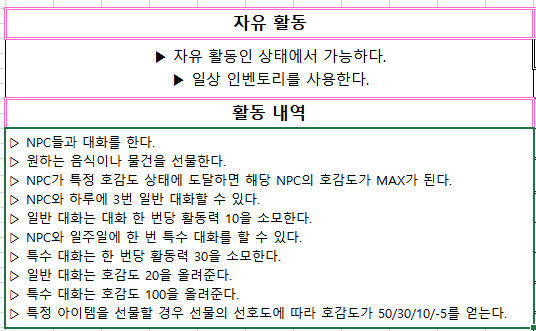 자유 활동
▶ 자유 활동인 상태에서 가능하다.
▶ 일상 인벤토리를 사용한다.
활동 내역
▷ NPC들과 대화를 한다.
▷ 원하는 음식이나 물건을 선물한다.
▷ NPC가 특정 호감도 상태에 도달하면 해당 NPC의 호감도가 MAX가 된다.
▷ NPC와 하루에 3번 일반 대화할 수 있다.
▷ 일반 대화는 대화 한 번당 활동력 10을 소모한다.
▷ NPC와 일주일에 한 번 특수 대화를 할 수 있다.
▷ 특수 대화는 한 번당 활동력 30을 소모한다.
▷ 일반 대화는 호감도 20을 올려준다.
▷ 특수 대화는 호감도 100을 올려준다.
▷ 특정 아이템을 선물할 경우 선물의 선호도에 따라 호감도가 50/30/10/-5를 얻는다.